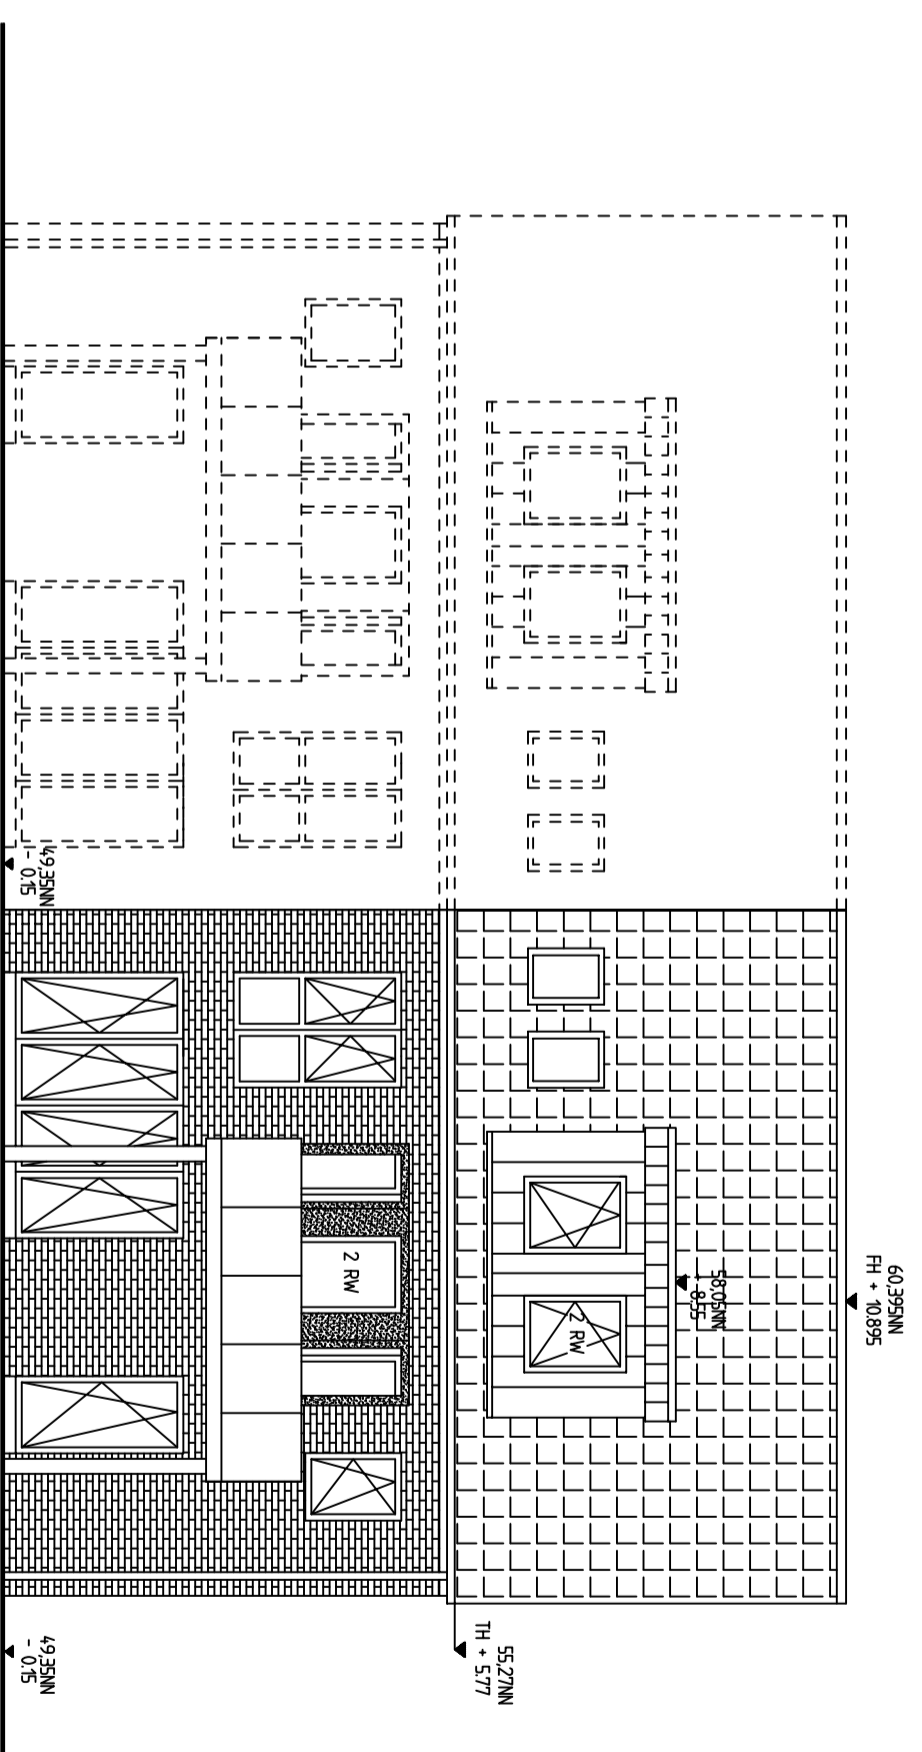 60,395NN
FH + 10.895
58,05NN
+ 8.55
2 RW
55,27NN
TH + 5.77
2 RW
49,35NN
- 0.15
49,35NN
- 0.15